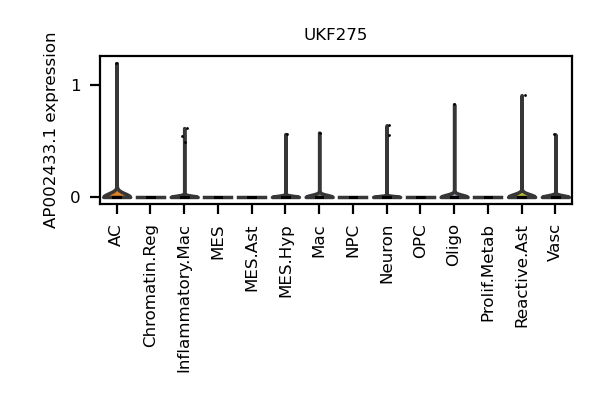 UKF275
AP002433.1 expression
1
0
AC
Chromatin.Reg
Inflammatory.Mac
MES
MES.Ast
MES.Hyp
Mac
NPC
Neuron
OPC
Oligo
Prolif.Metab
Reactive.Ast
Vasc